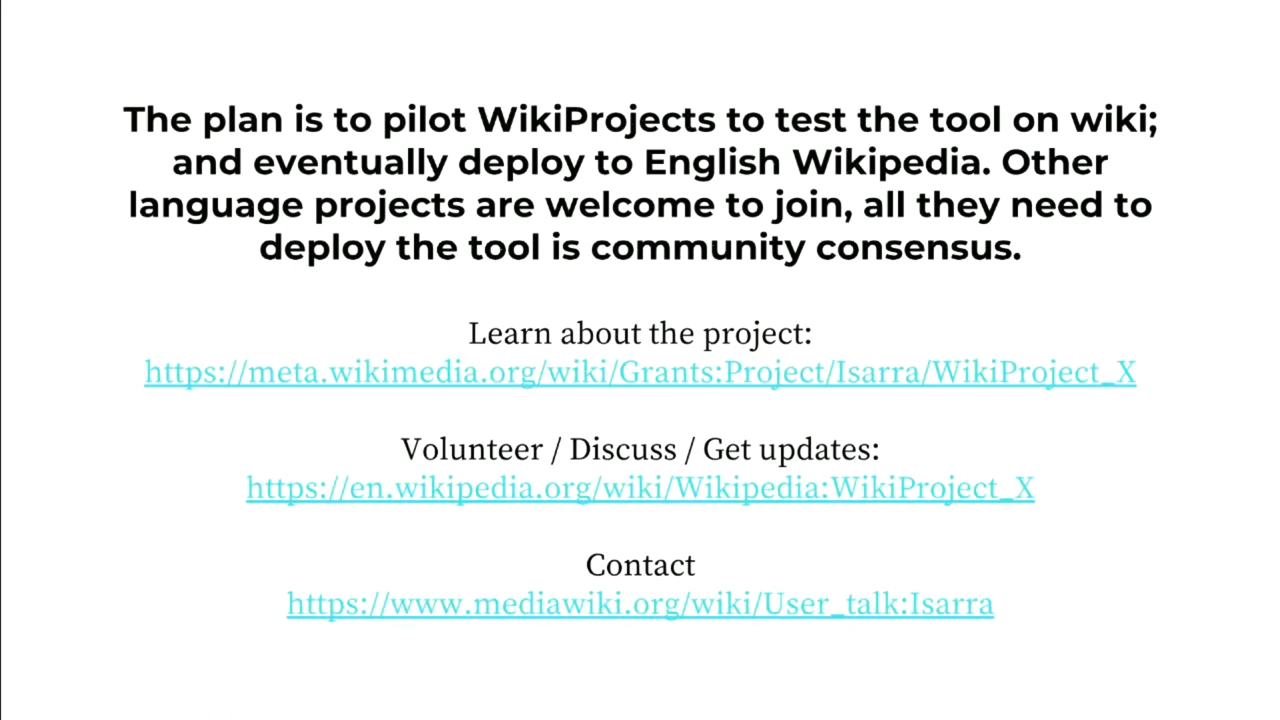 The plan is to pilot WikiProjects to test the tool on wiki;
and eventually deploy to English Wikipedia. Other
language projects are welcome to join, all they need to
deploy the tool is community consensus.
Learn about the project:
https://meta.wikimedia.org/wiki/Grants:Project/Isarra/WikiProject_X
Volunteer / Discuss / Get updates:
https://en.wikipedia.org/wiki/Wikipedia:WikiProject_X
Contact
https://www.mediawiki.org/wiki/User_talk:Isarra